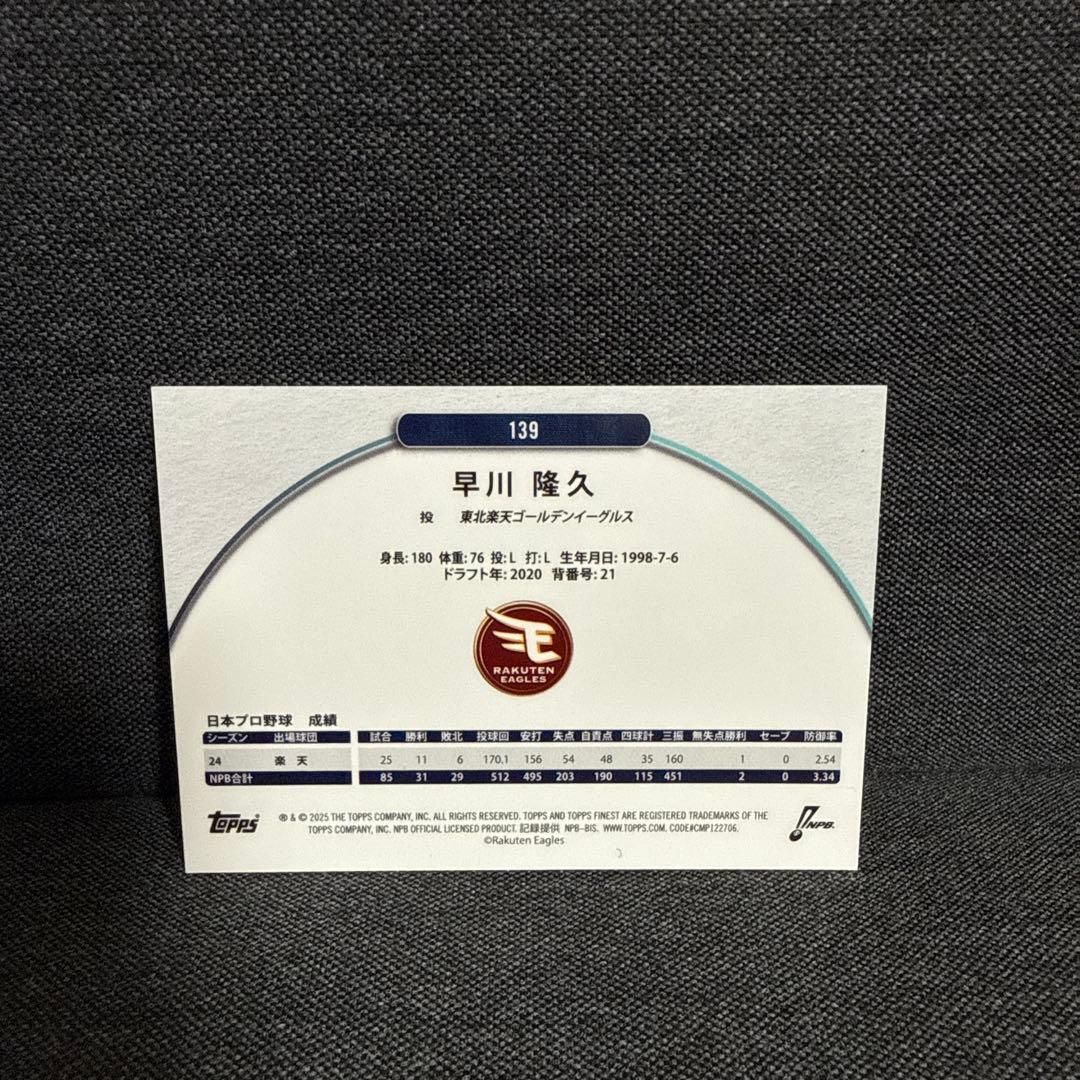 139
早川 隆久
投 東北楽天ゴールデンイーグルス
身長: 180 体重: 76 投: L 打: L 生年月日: 1998-7-6
ドラフト年: 2020 背番号: 21
RAKUTEN
EAGLES
日本プロ野球 成績
シーズン 出場球団 試合 勝利 敗北 投球回 安打 失点 自責点 四球計 三振 無失点勝利 セーブ 防御率
24 楽天 25 11 6 170.1 156 54 48 35 160 1 0 2.54
NPB合計 85 31 29 512 495 203 190 115 451 2 0 3.34
TOPPS ® & © 2025 THE TOPPS COMPANY, INC. ALL RIGHTS RESERVED. TOPPS AND TOPPS FINEST ARE REGISTERED TRADEMARKS OF THE
TOPPS COMPANY, INC. NPB OFFICIAL LICENSED PRODUCT. 記録提供 NPB-BIS. WWW.TOPPS.COM. CODE#CMP122706.
NPB.
©Rakuten Eagles